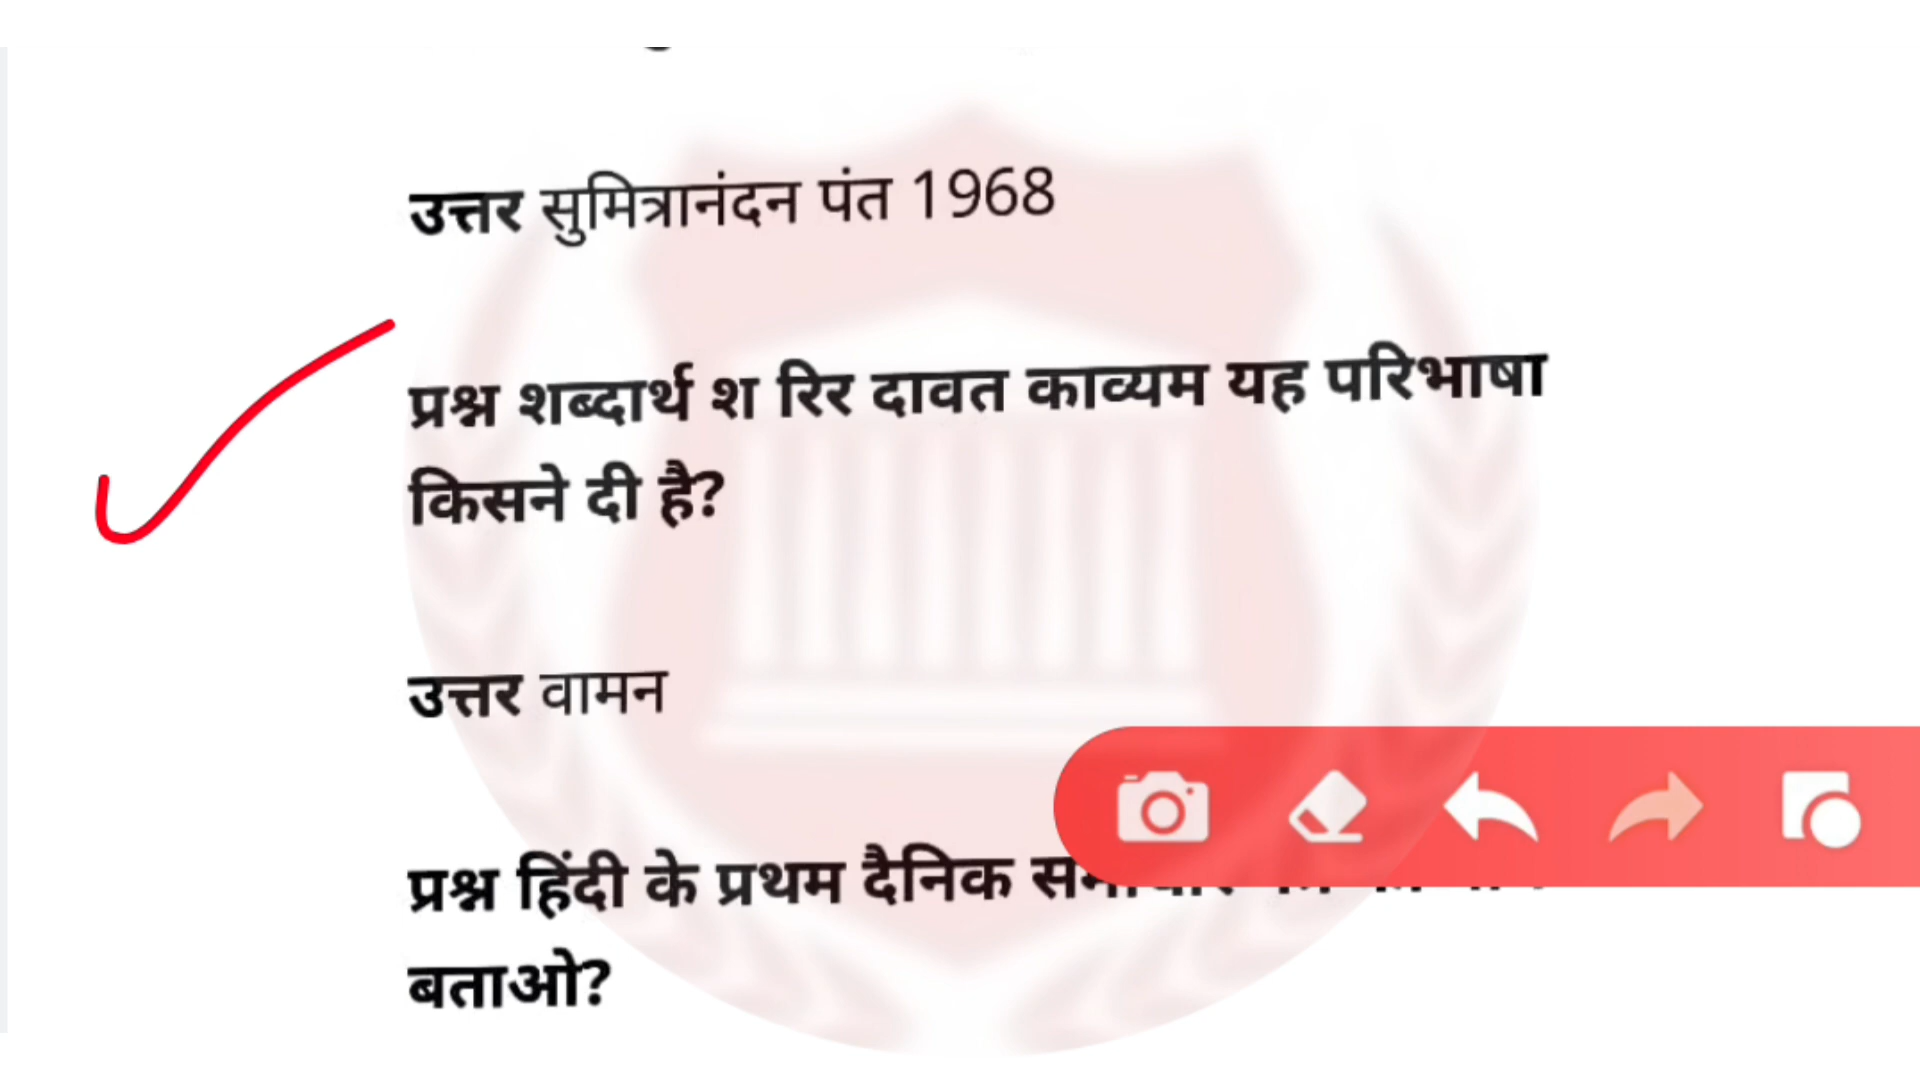 उत्तर सुमित्रानंदन पंत 1968
प्रश्न शब्दार्थ श रिर दावत काव्यम यह परिभाषा
किसने दी है?
उत्तर वामन
प्रश्न हिंदी के प्रथम दैनिक
बताओ?